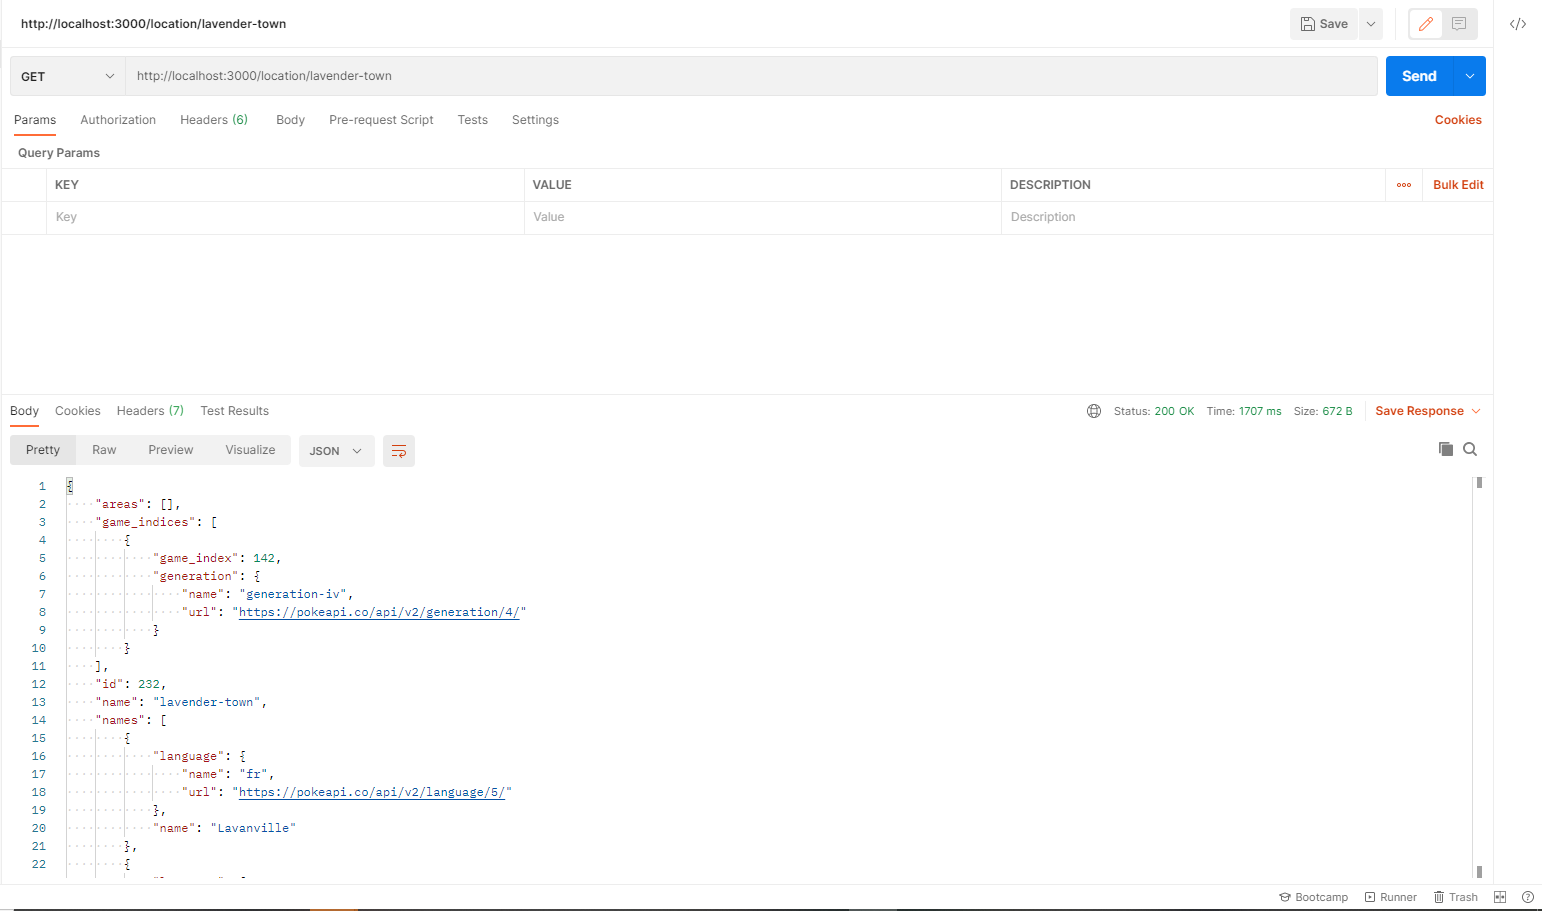 http://localhost:3000/location/lavender-town
Save
GET http://localhost:3000/location/lavender-town Send
Params Authorization Headers (6) Body Pre-request Script Tests Settings Cookies
Query Params
KEY VALUE DESCRIPTION ooo Bulk Edit
Key Value Description
Body Cookies Headers (7) Test Results Status: 200 OK Time: 1707 ms Size: 672 B Save Response
Pretty Raw Preview Visualize JSON
1 {
2 "areas": [],
3 "game_indices": [
4 {
5 "game_index": 142,
6 "generation": {
7 "name": "generation-iv",
8 "url": "https://pokeapi.co/api/v2/generation/4/"
9 }
10 }
11 ],
12 "id": 232,
13 "name": "lavender-town",
14 "names": [
15 {
16 "language": {
17 "name": "fr",
18 "url": "https://pokeapi.co/api/v2/language/5/"
19 },
20 "name": "Lavanville"
21 },
22 {
Bootcamp Runner Trash